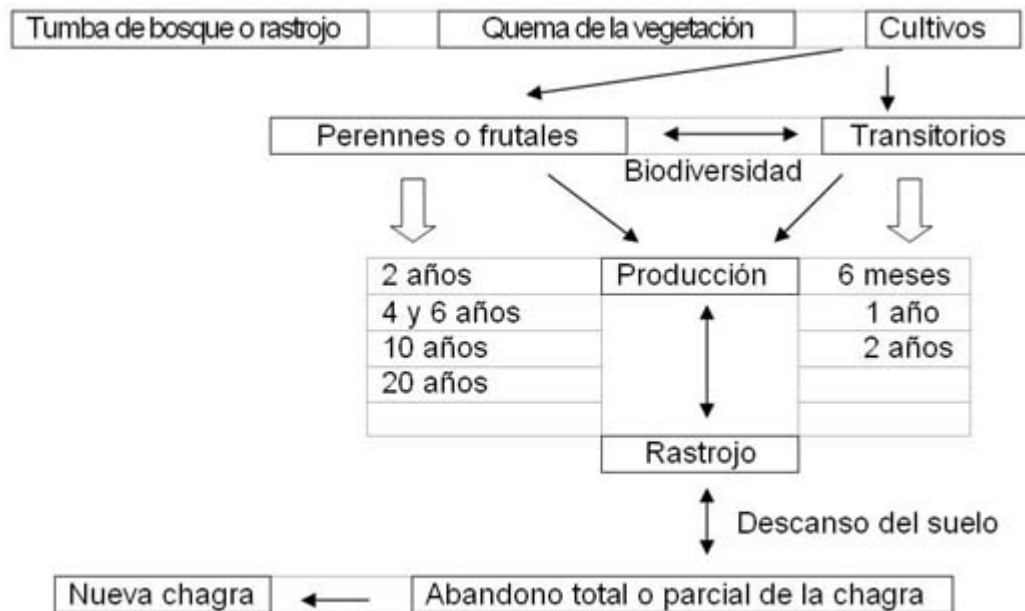 Tumba de bosque o rastrojo Quema de la vegetación Cultivos
Perennes o frutales Transitorios
Biodiversidad
2 años Producción 6 meses
4 y 6 años 1 año
10 años 2 años
20 años
Rastrojo
Descanso del suelo
Nueva chagra Abandono total o parcial de la chagra